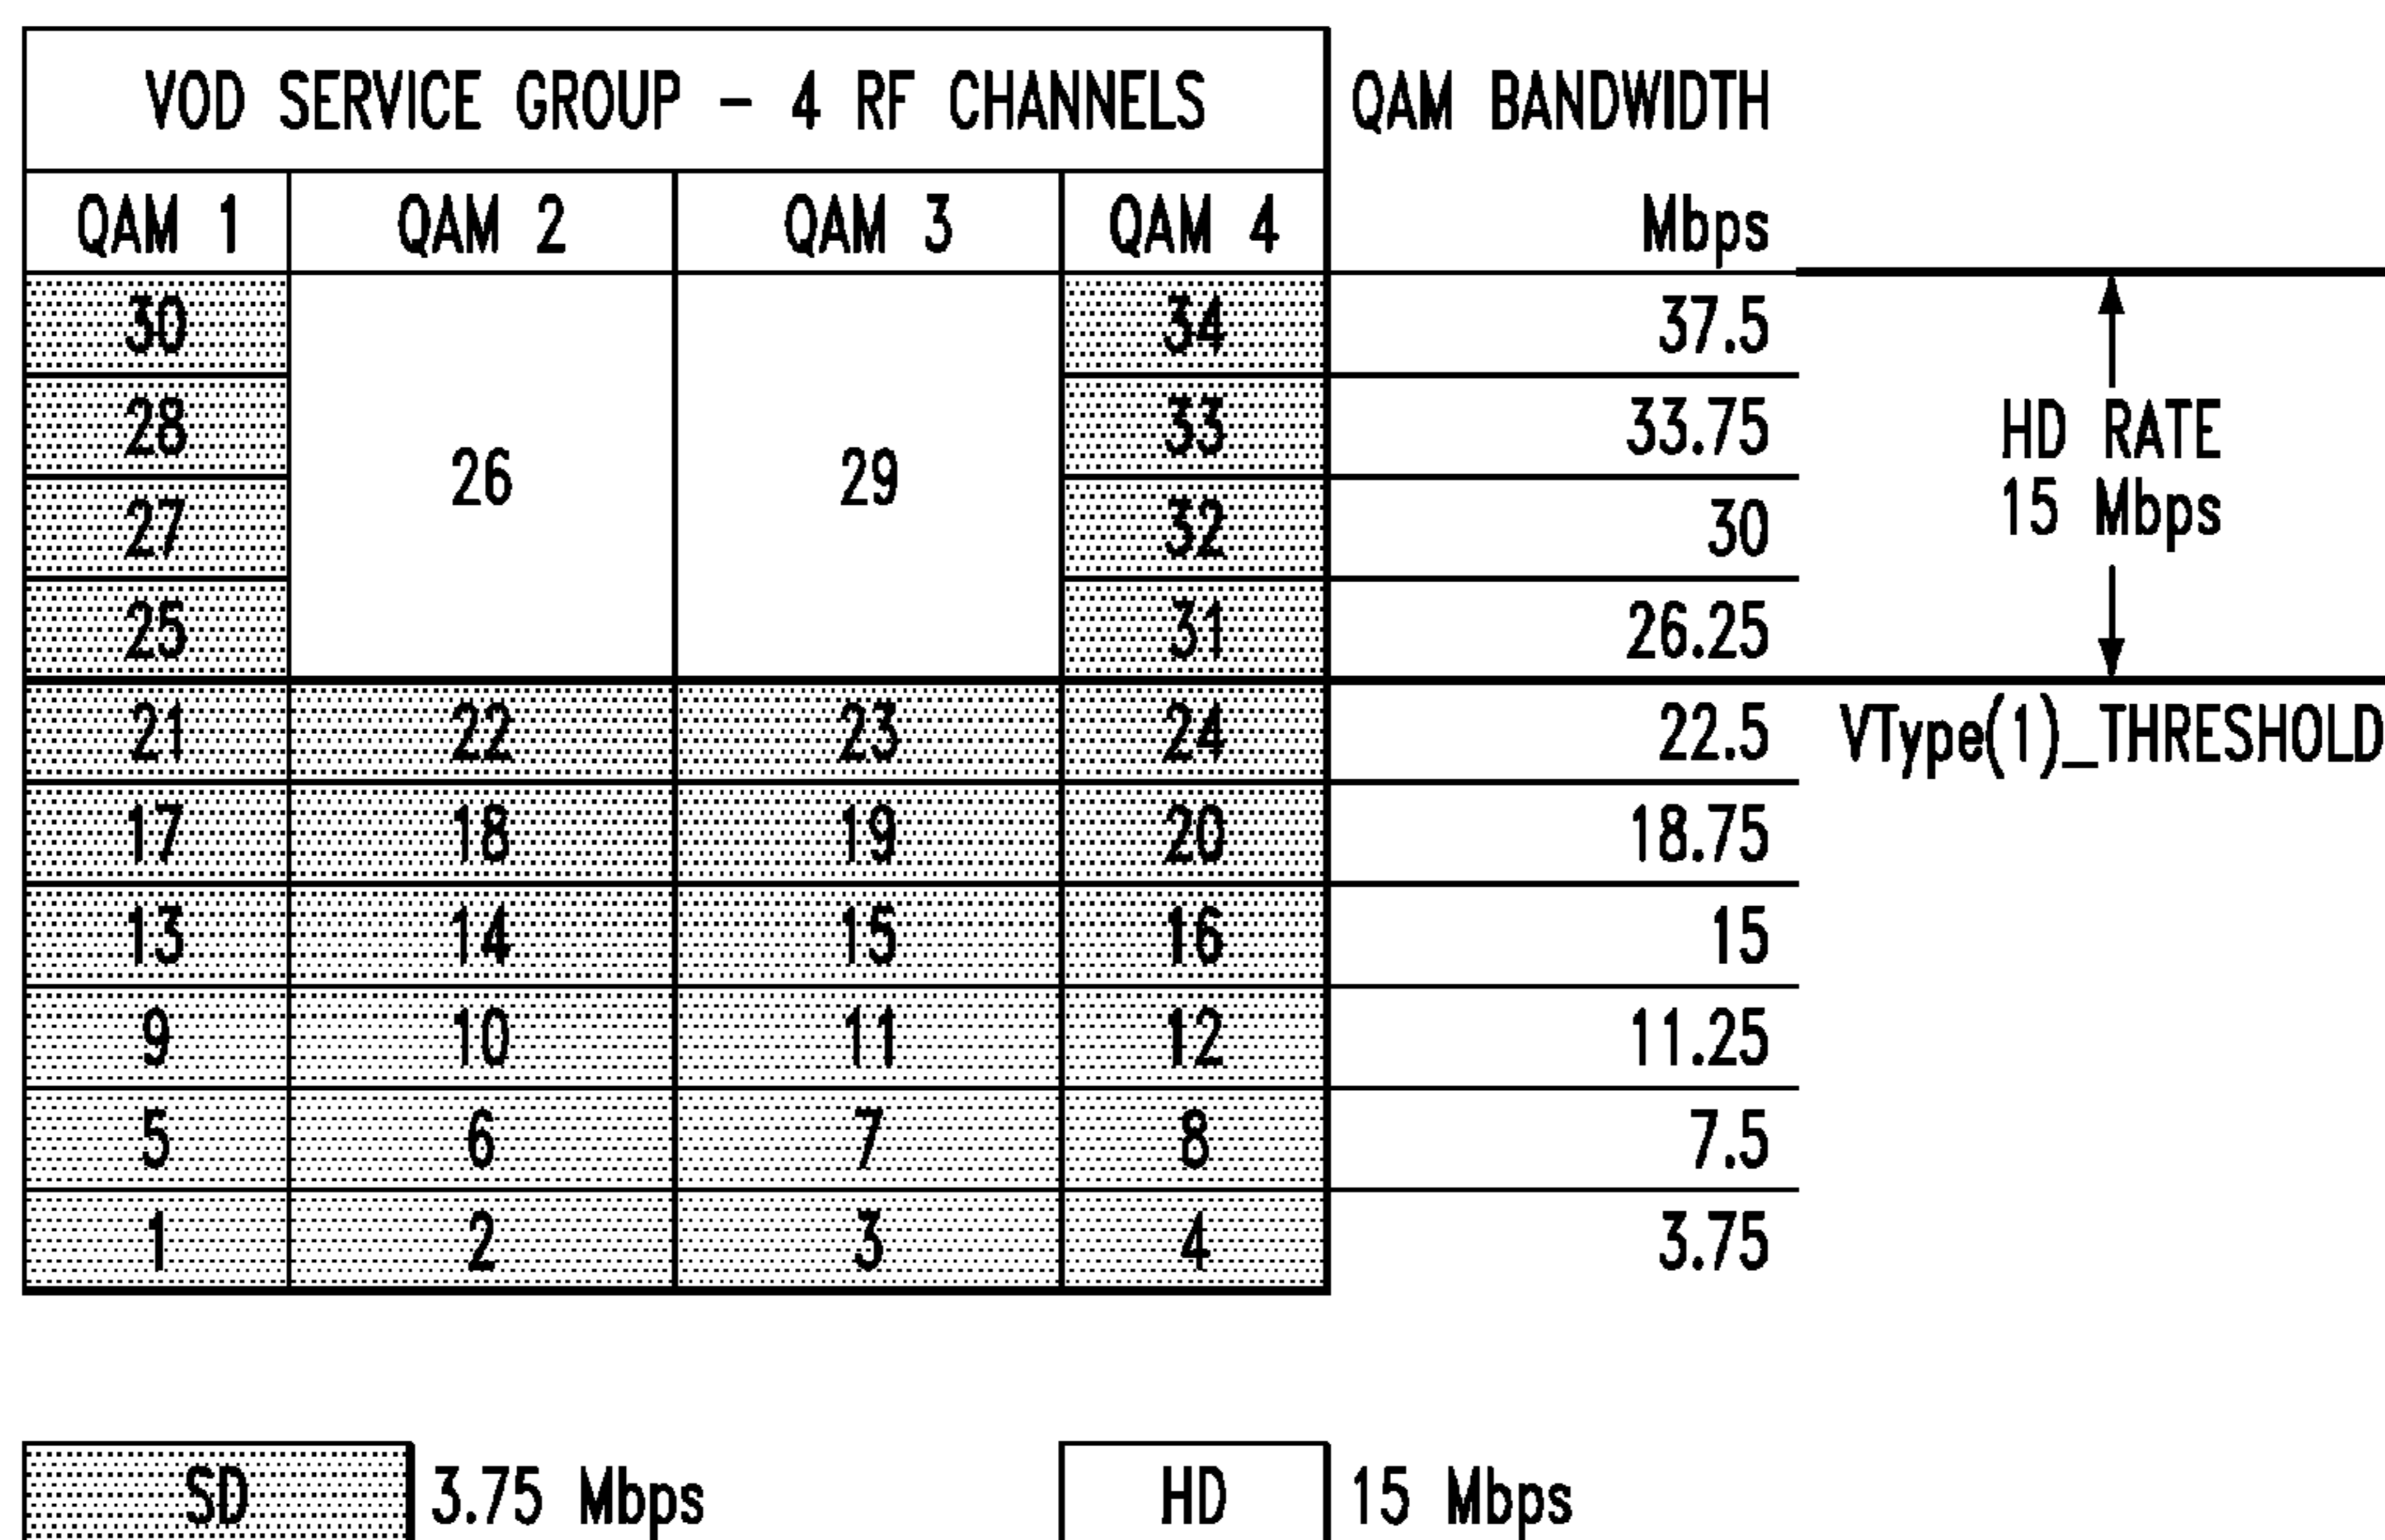 VOD SERVICE GROUP - 4 RF CHANNELS QAM BANDWIDTH
QAM 1 QAM 2 QAM 3 QAM 4 Mbps
30 34 37.5
28 33 33.75 HD RATE
26 29
27 32 30 15 Mbps
25 31 26.25
21 22 23 24 22.5 VType(1)_THRESHOLD
17 18 19 20 18.75
13 14 15 16 15
9 10 11 12 11.25
5 6 7 8 7.5
1 2 3 4 3.75
SD 3.75 Mbps HD 15 Mbps